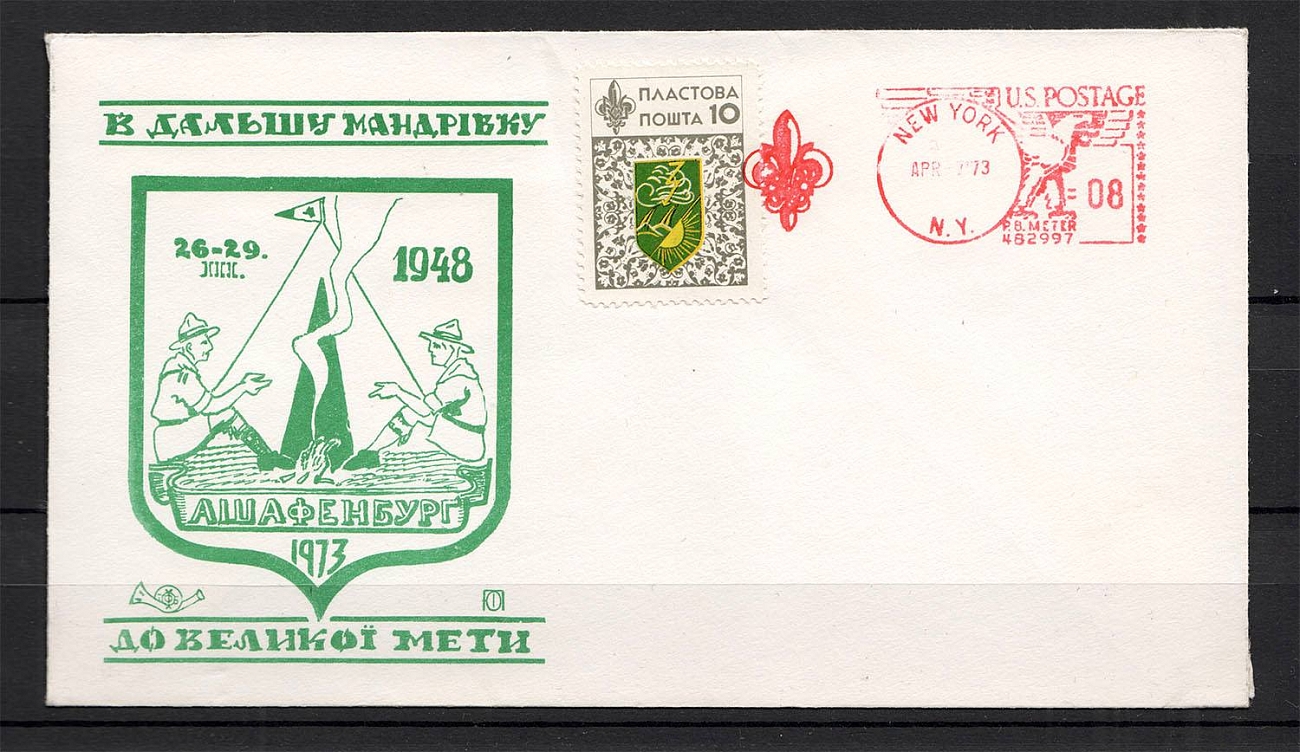 В ДАЛЬШУ МАНДРІВКУ
26-29.
III.
1948
АШАФЕНБУРГ
1973
ДО ВЕЛИКОЇ МЕТИ
ПЛАСТОВА
ПОШТА 10
U.S. POSTAGE
NEW YORK
APR 73
N.Y.
08
P.B. METER
482997